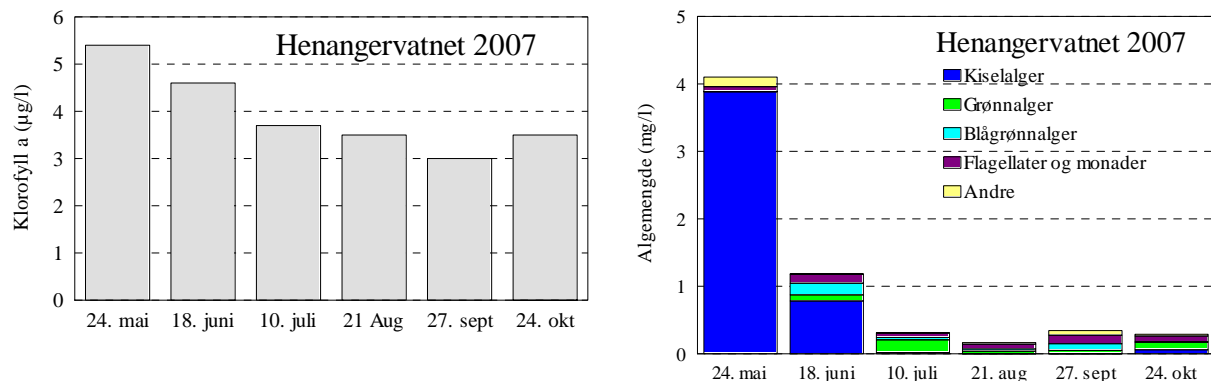 Henangervatnet 2007
Klorofyll a (µg/l)
6
5
4
3
2
1
0
24. mai 18. juni 10. juli 21 Aug 27. sept 24. okt
Henangervatnet 2007
Kiselalger
Grønnalger
Blågrønnalger
Flagellater og monader
Andre
Algemengde (mg/l)
5
4
3
2
1
0
24. mai 18. juni 10. juli 21. aug 27. sept 24. okt